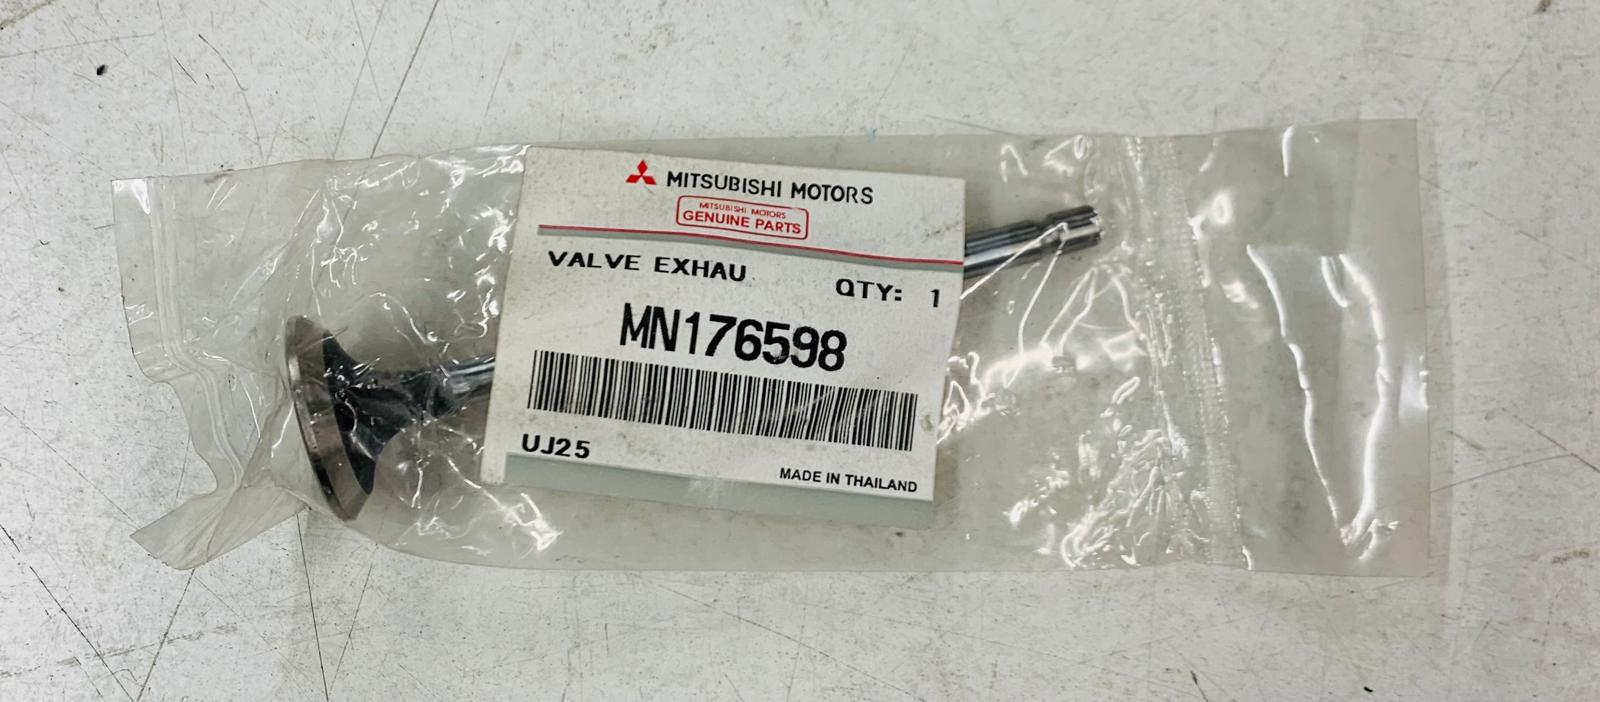 MITSUBISHI MOTORS
MITSUBISHI MOTORS
GENUINE PARTS
VALVE EXHAU
QTY: 1
MN176598
UJ25
MADE IN THAILAND